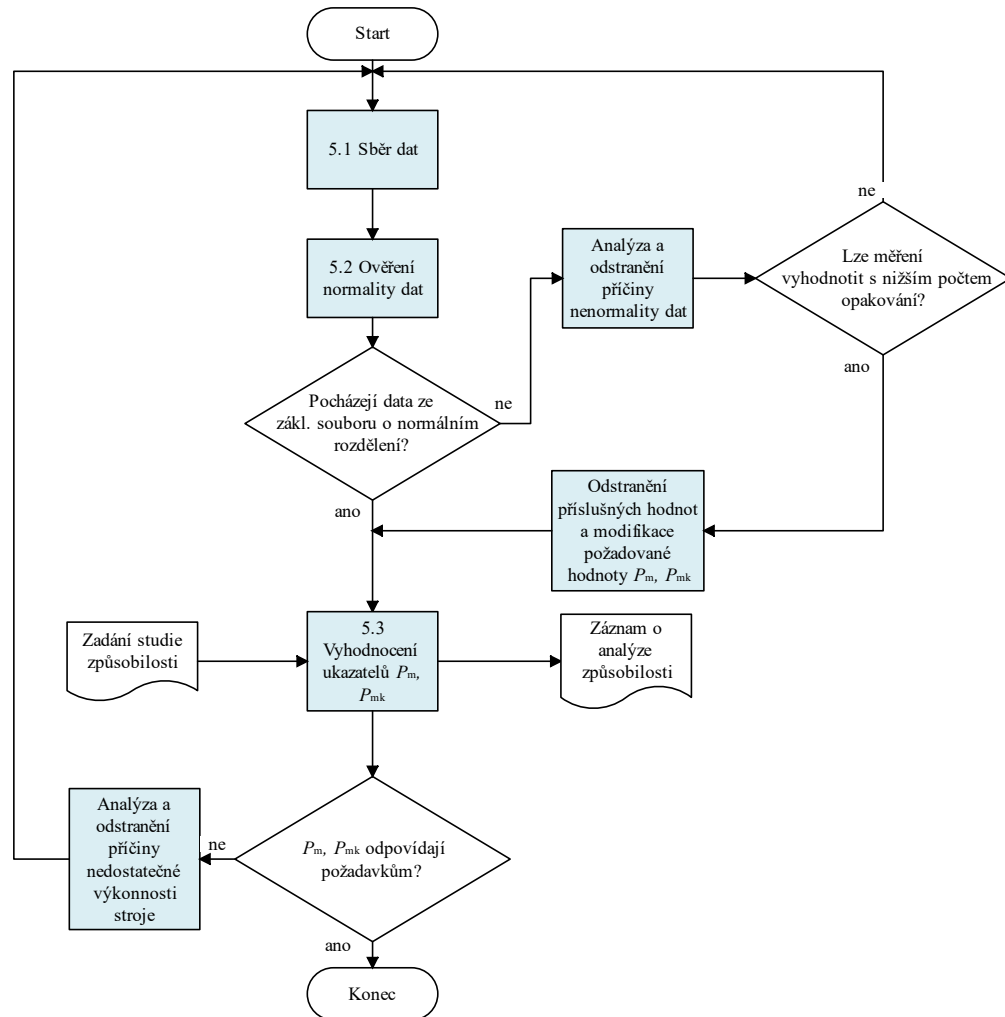 Start
5.1 Sběr dat
5.2 Ověření
normality dat
Analýza a
odstranění
příčiny
nenormality dat
ne
Lze měření
vyhodnotit s nižším počtem
opakování?
ano
Pocházejí data ze
zákl. souboru o normálním
rozdělení?
ne
ano
Odstranění
příslušných hodnot
a modifikace
požadované
hodnoty Pm, Pmk
Zadání studie
způsobilosti
5.3
Vyhodnocení
ukazatelů Pm,
Pmk
Záznam o
analýze
způsobilosti
Analýza a
odstranění
příčiny
nedostatečné
výkonnosti
stroje
ne
Pm, Pmk odpovídají
požadavkům?
ano
Konec